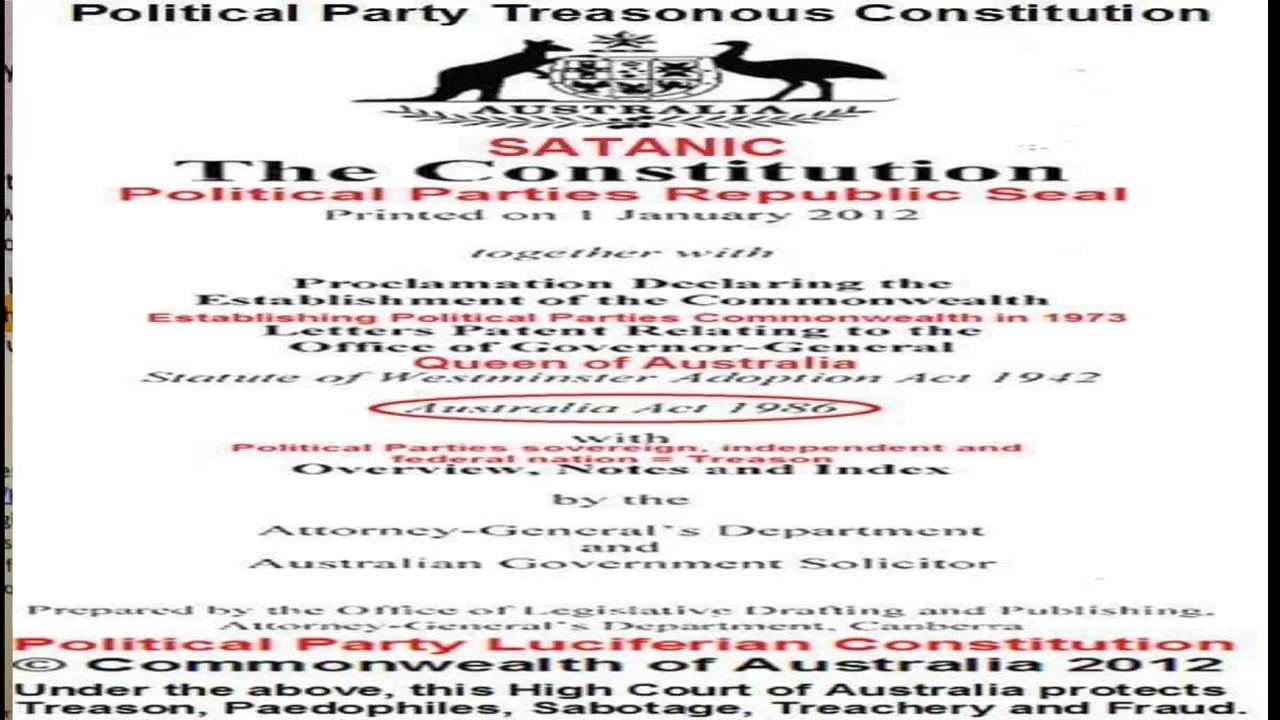 Political Party Treasonous Constitution
AUSTRALIA
SATANIC
The Constitution
Political Parties Republic Seal
Printed on 1 January 2012
together with
Proclamation Declaring the
Establishment of the Commonwealth
Establishing Political Parties Commonwealth in 1973
Letters Patent Relating to the
Office of Governor-General
Queen of Australia
Statute of Westminster Adoption Act 1942
Australia Act 1986
with
Political Parties sovereign, independent and
federal nation = Treason
Overview, Notes and Index
by the
Attorney-General's Department
and
Australian Government Solicitor
Prepared by the Office of Legislative Drafting and Publishing,
Attorney-General's Department, Canberra
Political Party Luciferian Constitution
© Commonwealth of Australia 2012
Under the above, this High Court of Australia protects
Treason, Paedophiles, Sabotage, Treachery and Fraud.